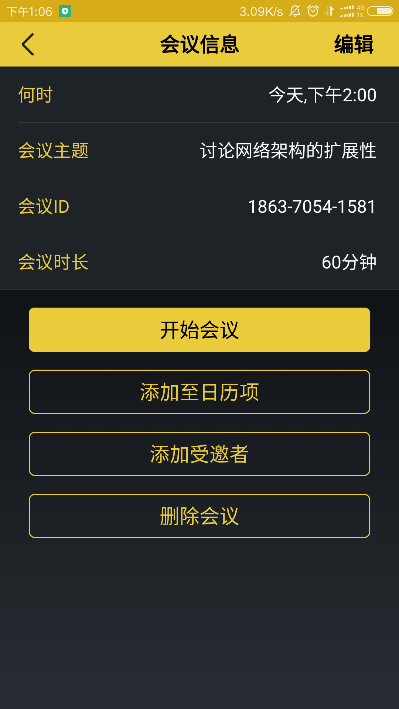 下午1:06 3.09K/s
会议信息 编辑
何时 今天,下午2:00
会议主题 讨论网络架构的扩展性
会议ID 1863-7054-1581
会议时长 60分钟
开始会议
添加至日历项
添加受邀者
删除会议